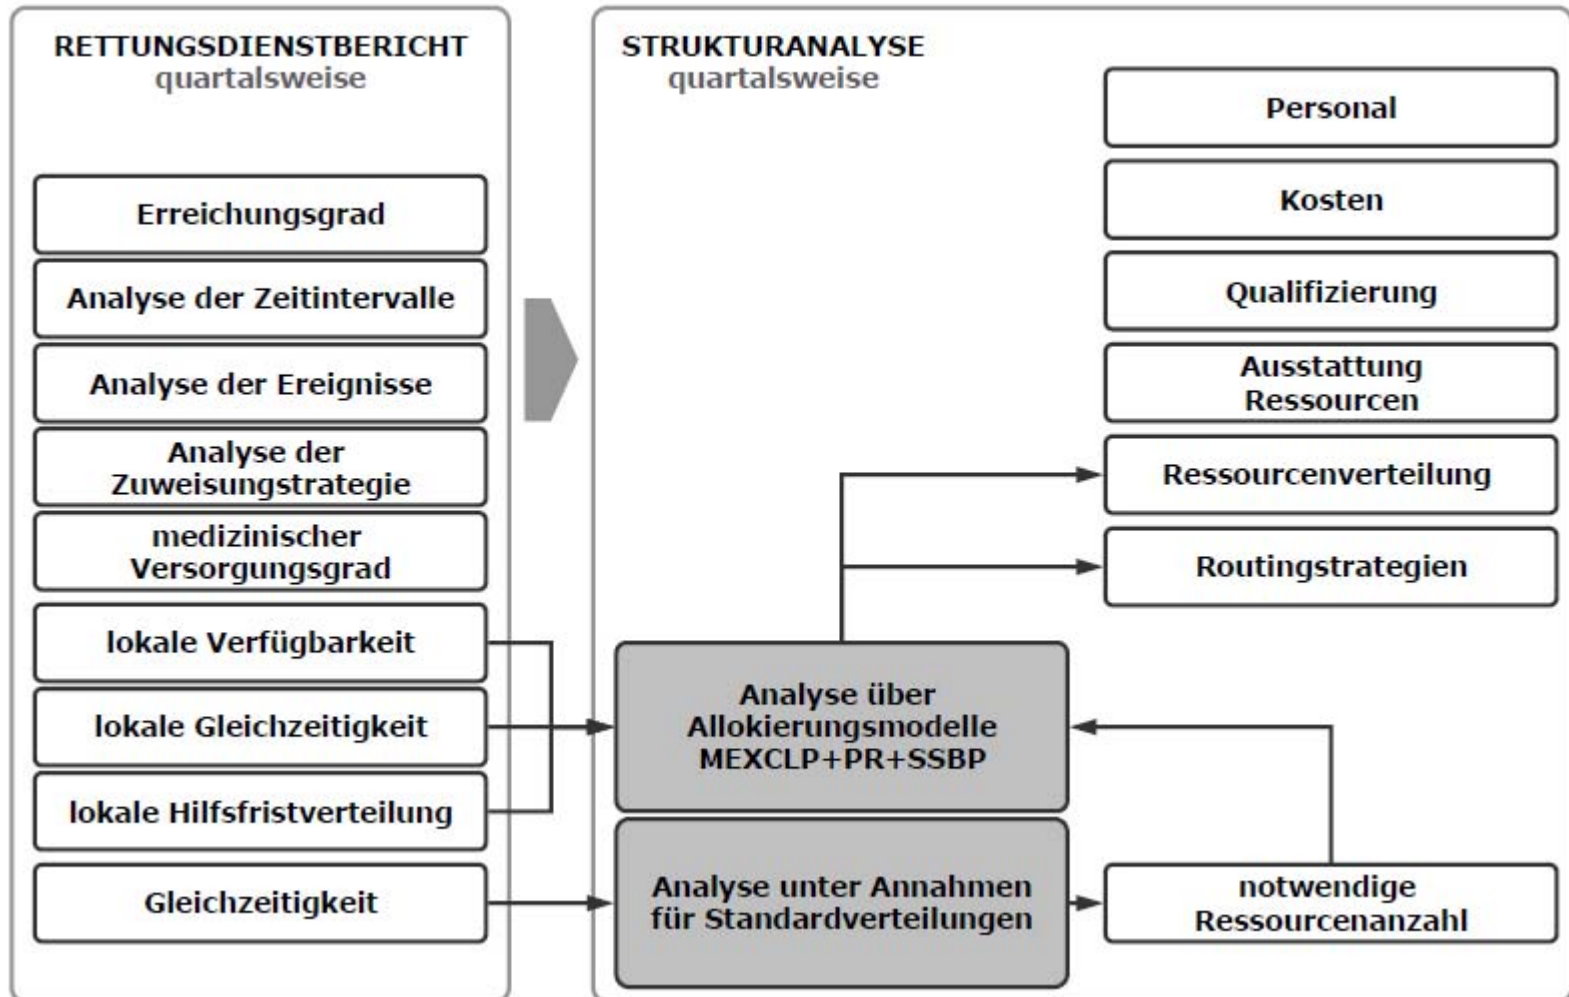 RETTUNGSDIENSTBERICHT
quartalsweise
Erreichungsgrad
Analyse der Zeitintervalle
Analyse der Ereignisse
Analyse der
Zuweisungstrategie
medizinischer
Versorgungsgrad
lokale Verfügbarkeit
lokale Gleichzeitigkeit
lokale Hilfsfristverteilung
Gleichzeitigkeit
STRUKTURANALYSE
quartalsweise
Personal
Kosten
Qualifizierung
Ausstattung
Ressourcen
Ressourcenverteilung
Routingstrategien
Analyse über
Allokierungsmodelle
MEXCLP+PR+SSBP
Analyse unter Annahmen
für Standardverteilungen
notwendige
Ressourcenanzahl